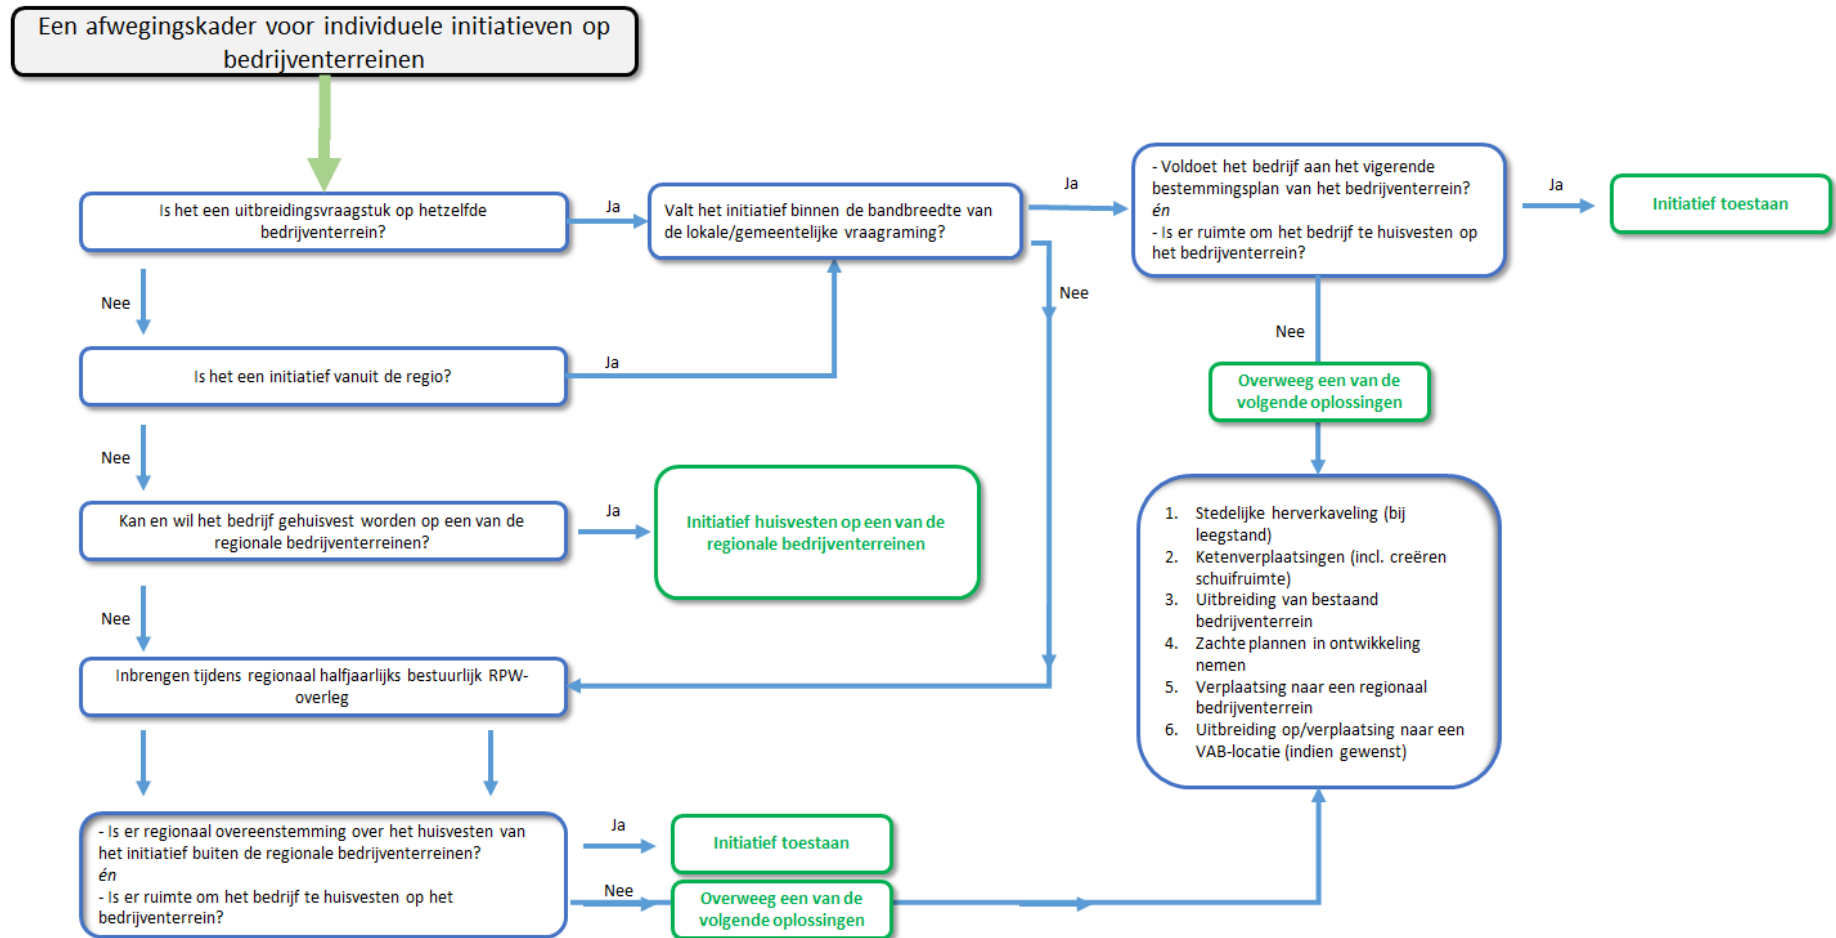 Een afwegingskader voor individuele initiatieven op
bedrijventerreinen
Is het een uitbreidingsvraagstuk op hetzelfde
bedrijventerrein?
Ja
Valt het initiatief binnen de bandbreedte van
de lokale/gemeentelijke vraagraming?
Ja
- Voldoet het bedrijf aan het vigerende
bestemmingsplan van het bedrijventerrein?
én
- Is er ruimte om het bedrijf te huisvesten op
het bedrijventerrein?
Ja
Initiatief toestaan
Nee
Nee
Nee
Is het een initiatief vanuit de regio?
Ja
Overweeg een van de
volgende oplossingen
Nee
Kan en wil het bedrijf gehuisvest worden op een van de
regionale bedrijventerreinen?
Ja
Initiatief huisvesten op een van de
regionale bedrijventerreinen
1. Stedelijke herverkaveling (bij
leegstand)
2. Ketenverplaatsingen (incl. creëren
schuifruimte)
3. Uitbreiding van bestaand
bedrijventerrein
4. Zachte plannen in ontwikkeling
nemen
5. Verplaatsing naar een regionaal
bedrijventerrein
6. Uitbreiding op/verplaatsing naar een
VAB-locatie (indien gewenst)
Nee
Inbrengen tijdens regionaal halfjaarlijks bestuurlijk RPW-
overleg
- Is er regionaal overeenstemming over het huisvesten van
het initiatief buiten de regionale bedrijventerreinen?
én
- Is er ruimte om het bedrijf te huisvesten op het
bedrijventerrein?
Ja
Initiatief toestaan
Nee
Overweeg een van de
volgende oplossingen